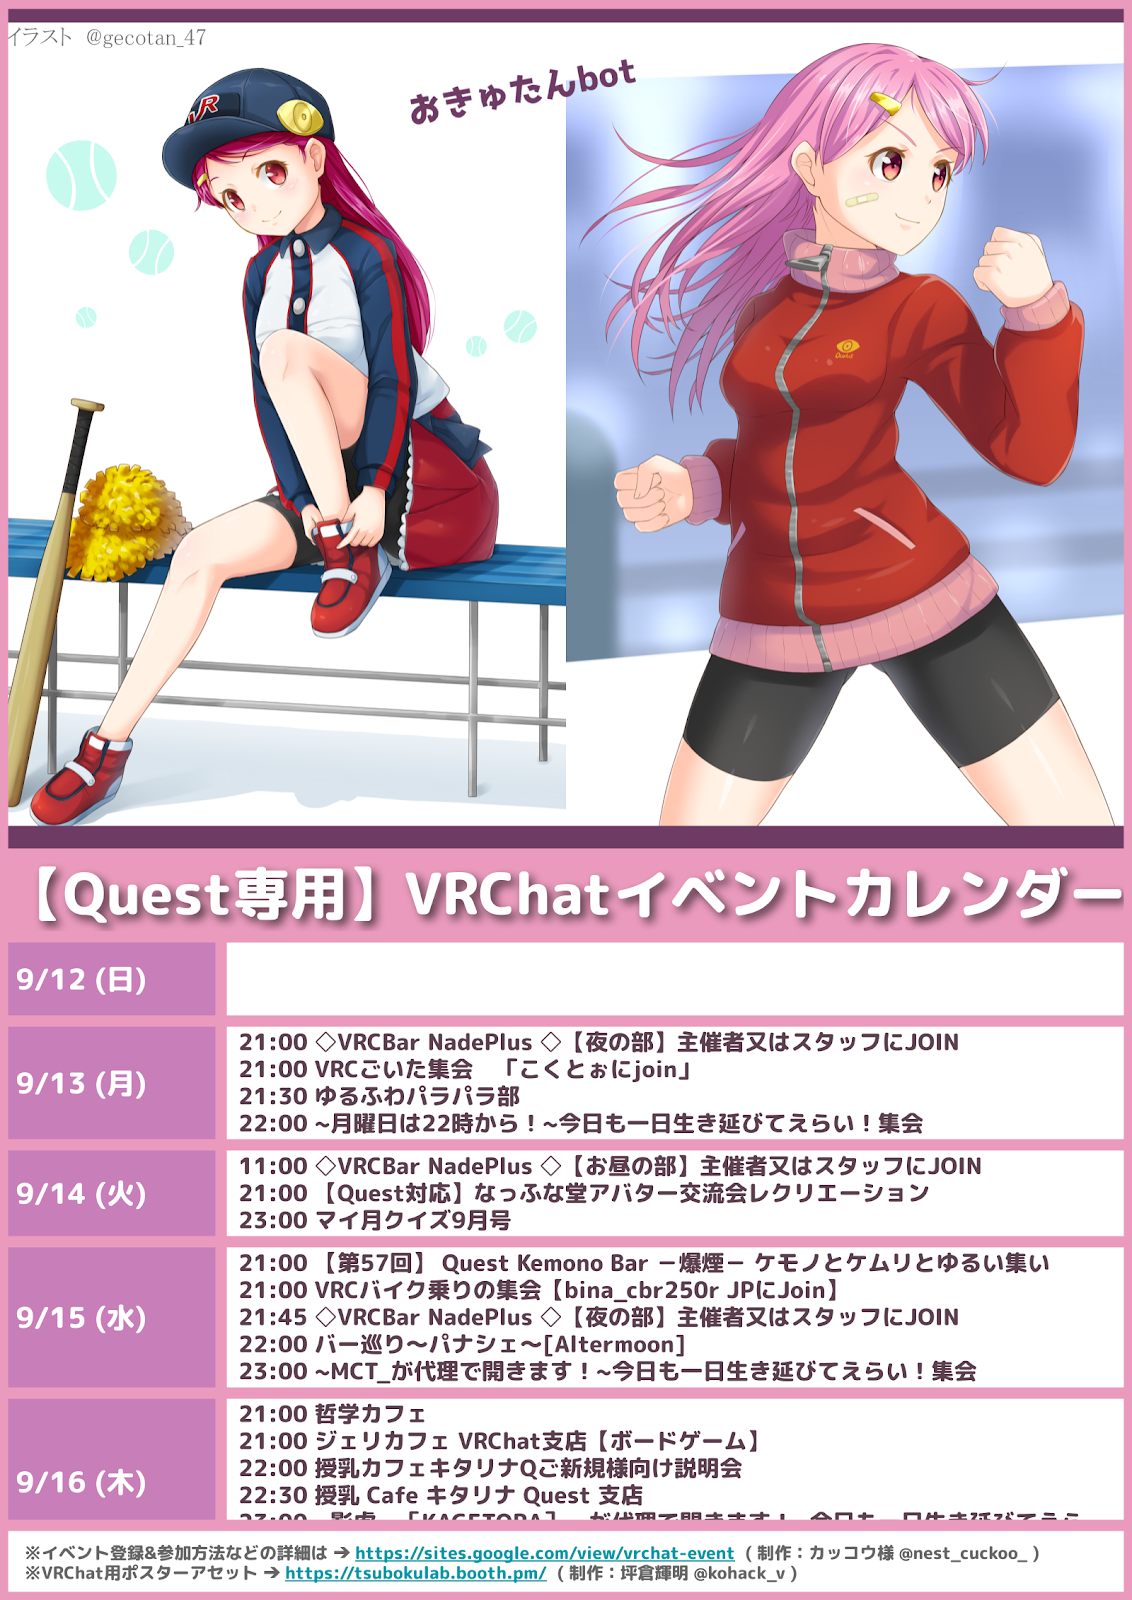 イラスト @gecotan_47
おきゅたんbot
VR
Quest
【Quest専用】VRChatイベントカレンダー
9/12 (日)
9/13 (月)
21:00 ◇VRCBar NadePlus ◇【夜の部】主催者又はスタッフにJOIN
21:00 VRCごいた集会 「こくとぉにjoin」
21:30 ゆるふわパラパラ部
22:00 ~月曜日は22時から！~今日も一日生き延びてえらい！集会
9/14 (火)
11:00 ◇VRCBar NadePlus ◇【お昼の部】主催者又はスタッフにJOIN
21:00 【Quest対応】なっふな堂アバター交流会レクリエーション
23:00 マイ月クイズ9月号
9/15 (水)
21:00 【第57回】 Quest Kemono Bar －爆煙－ ケモノとケムリとゆるい集い
21:00 VRCバイク乗りの集会【bina_cbr250r JPにJoin】
21:45 ◇VRCBar NadePlus ◇【夜の部】主催者又はスタッフにJOIN
22:00 バー巡り～パナシェ～[Altermoon]
23:00 ~MCT_が代理で開きます！~今日も一日生き延びてえらい！集会
9/16 (木)
21:00 哲学カフェ
21:00 ジェリカフェ VRChat支店【ボードゲーム】
22:00 授乳カフェキタリナQご新規様向け説明会
22:30 授乳 Cafe キタリナ Quest 支店
※イベント登録&参加方法などの詳細は → https://sites.google.com/view/vrchat-event ( 制作：カッコウ様 @nest_cuckoo_ )
※VRChat用ポスターアセット → https://tsubokulab.booth.pm/ ( 制作：坪倉輝明 @kohack_v )